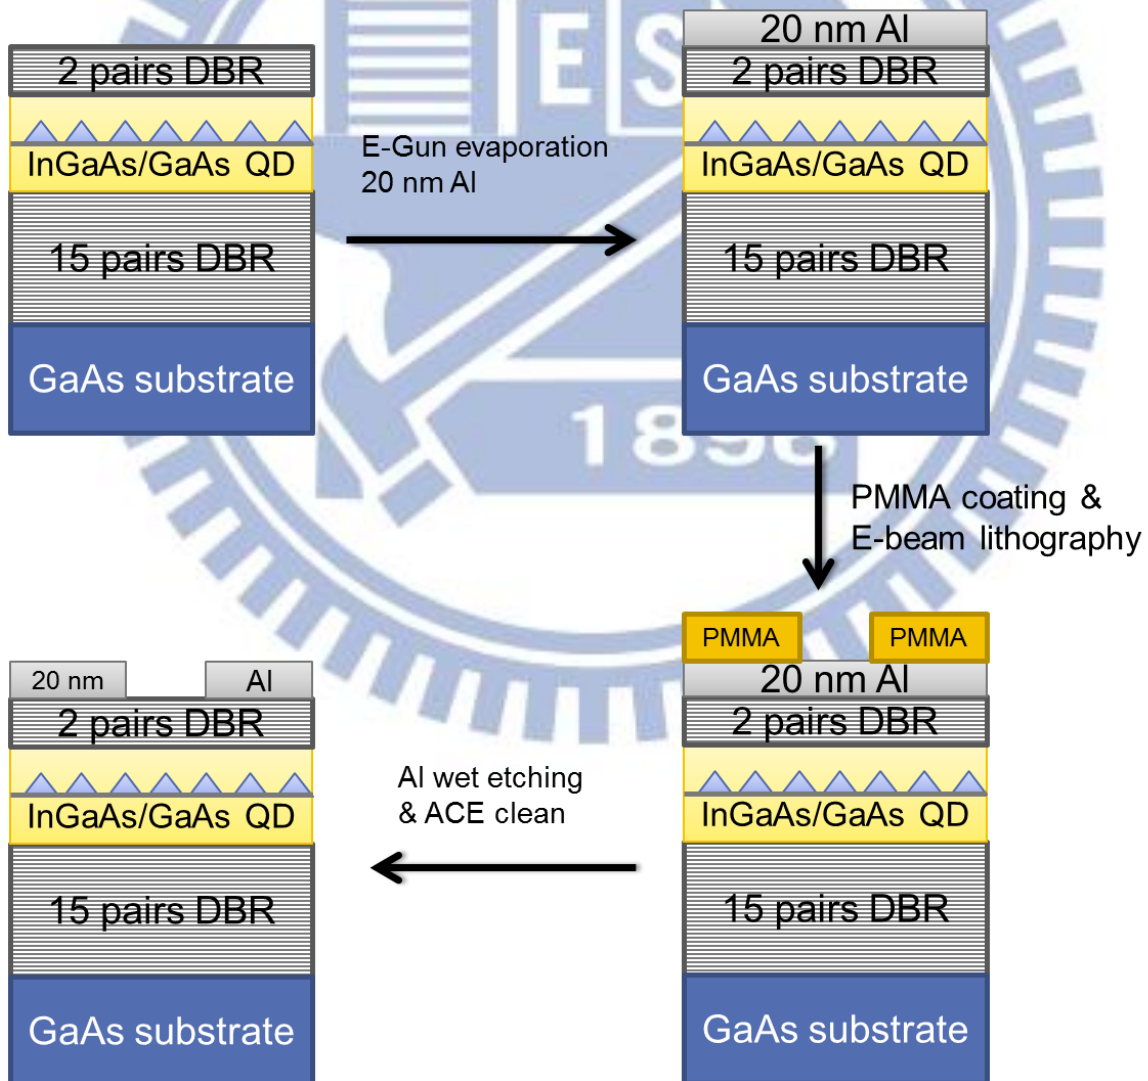 2 pairs DBR
InGaAs/GaAs QD
15 pairs DBR
GaAs substrate
E-Gun evaporation
20 nm Al
20 nm Al
2 pairs DBR
InGaAs/GaAs QD
15 pairs DBR
GaAs substrate
ES
1896
PMMA coating &
E-beam lithography
PMMA PMMA
20 nm Al
2 pairs DBR
InGaAs/GaAs QD
15 pairs DBR
GaAs substrate
Al wet etching
& ACE clean
20 nm Al
2 pairs DBR
InGaAs/GaAs QD
15 pairs DBR
GaAs substrate